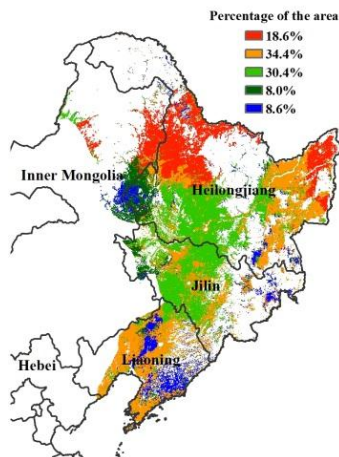 Percentage of the area
18.6%
34.4%
30.4%
8.0%
8.6%
Inner Mongolia
Heilongjiang
Jilin
Liaoning
Hebei